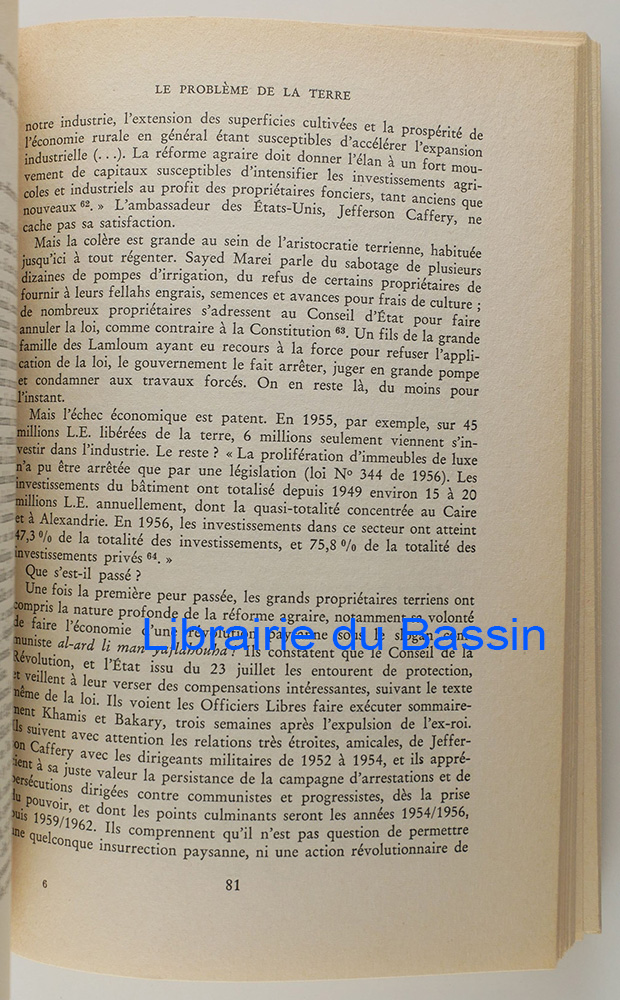 LE PROBLÈME DE LA TERRE
notre industrie, l'extension des superficies cultivées et la prospérité de
l'économie rurale en général étant susceptibles d'accélérer l'expansion
industrielle (...). La réforme agraire doit donner l'élan à un fort mou-
vement de capitaux susceptibles d'intensifier les investissements agri-
coles et industriels au profit des propriétaires fonciers, tant anciens que
nouveaux 62. » L'ambassadeur des États-Unis, Jefferson Caffery, ne
cache pas sa satisfaction.
Mais la colère est grande au sein de l'aristocratie terrienne, habituée
jusqu'ici à tout régenter. Sayed Marei parle du sabotage de plusieurs
dizaines de pompes d'irrigation, du refus de certains propriétaires de
fournir à leurs fellahs engrais, semences et avances pour frais de culture ;
de nombreux propriétaires s'adressent au Conseil d'État pour faire
annuler la loi, comme contraire à la Constitution 63. Un fils de la grande
famille des Lamloum ayant eu recours à la force pour refuser l'appli-
cation de la loi, le gouvernement le fait arrêter, juger en grande pompe
et condamner aux travaux forcés. On en reste là, du moins pour
l'instant.
Mais l'échec économique est patent. En 1955, par exemple, sur 45
millions L.E. libérées de la terre, 6 millions seulement viennent s'in-
vestir dans l'industrie. Le reste ? « La prolifération d'immeubles de luxe
n'a pu être arrêtée que par une législation (loi No 344 de 1956). Les
investissements du bâtiment ont totalisé depuis 1949 environ 15 à 20
millions L.E. annuellement, dont la quasi-totalité concentrée au Caire
et à Alexandrie. En 1956, les investissements dans ce secteur ont atteint
47,3 % de la totalité des investissements, et 75,8 % de la totalité des
investissements privés 64. »
Que s'est-il passé ?
Une fois la première peur passée, les grands propriétaires terriens ont
compris la nature profonde de la réforme agraire, notamment la volonté
de faire l'économie d'une révolution paysanne sous le slogan com-
muniste al-ard li man yaflahouha ! Ils constatent que le Conseil de la
Librairie du Bassin
Révolution, et l'État issu du 23 juillet les entourent de protection,
et veillent à leur verser des compensations intéressantes, suivant le texte
même de la loi. Ils voient les Officiers Libres faire exécuter sommaire-
ment Khamis et Bakary, trois semaines après l'expulsion de l'ex-roi.
Ils suivent avec attention les relations très étroites, amicales, de Jeffer-
son Caffery avec les dirigeants militaires de 1952 à 1954, et ils appré-
cient à sa juste valeur la persistance de la campagne d'arrestations et de
persécutions dirigées contre communistes et progressistes, dès la prise
du pouvoir, et dont les points culminants seront les années 1954/1956,
puis 1959/1962. Ils comprennent qu'il n'est pas question de permettre
une quelconque insurrection paysanne, ni une action révolutionnaire de
6
81